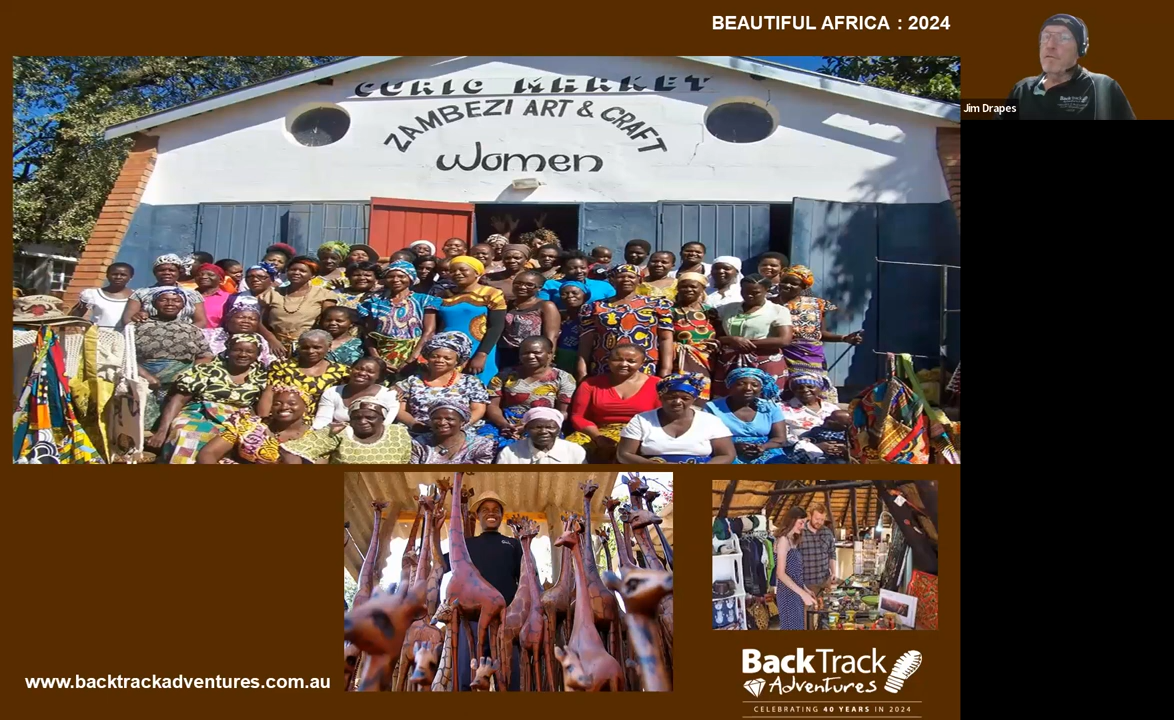 BEAUTIFUL AFRICA : 2024
Jim Drapes
CURIO MARKET
ZAMBEZI ART & CRAFT
Women
www.backtrackadventures.com.au
BackTrack
Adventures
CELEBRATING 40 YEARS IN 2024